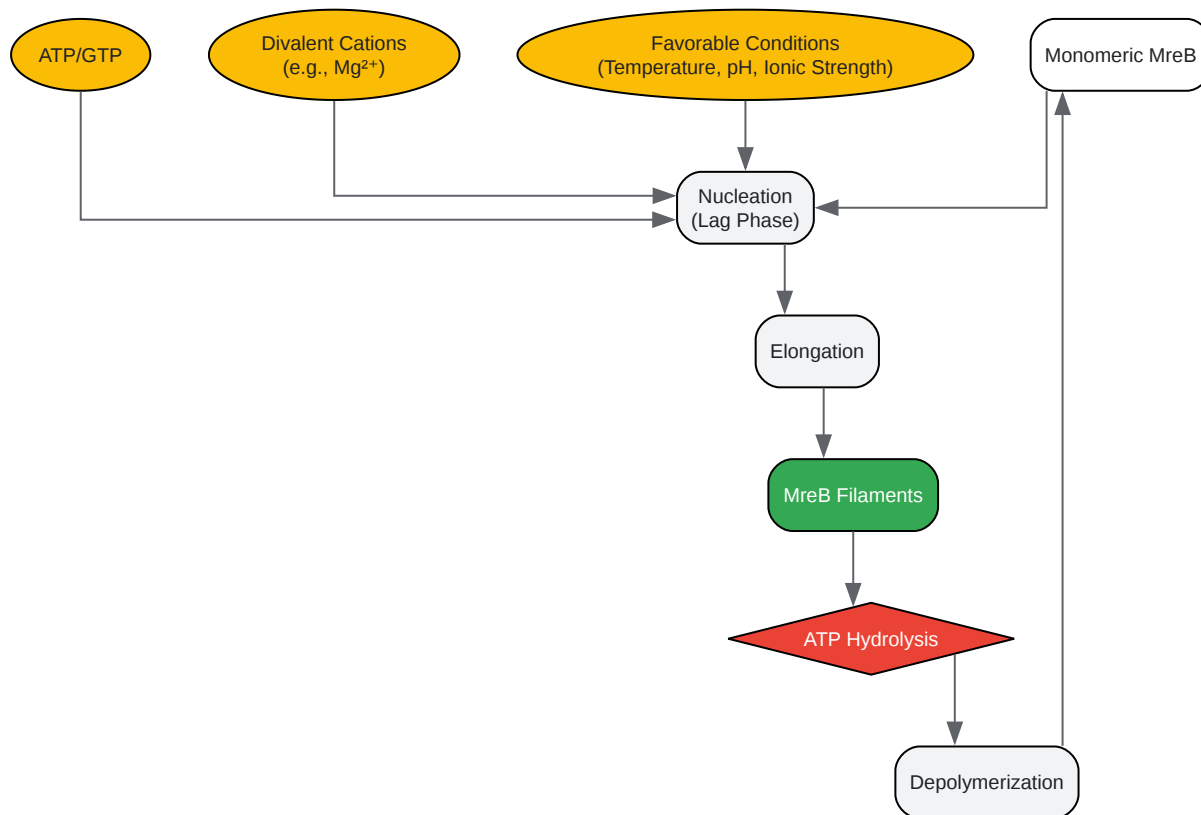 ATP/GTP
Divalent Cations
(e.g., Mg²⁺)
Favorable Conditions
(Temperature, pH, Ionic Strength)
Monomeric MreB
Nucleation
(Lag Phase)
Elongation
MreB Filaments
ATP Hydrolysis
Depolymerization